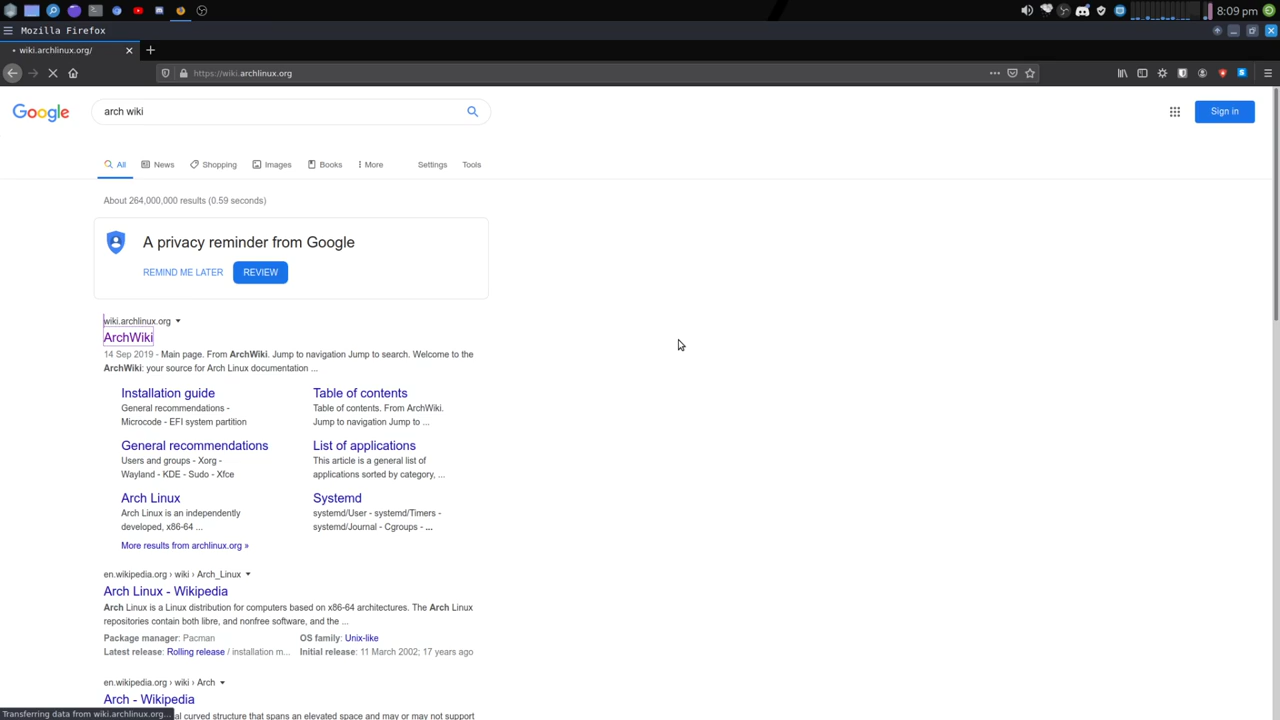 8:09 pm
Mozilla Firefox
wiki.archlinux.org/
https://wiki.archlinux.org
Google
arch wiki
Sign in
All News Shopping Images Books More Settings Tools
About 264,000,000 results (0.59 seconds)
A privacy reminder from Google
REMIND ME LATER REVIEW
wiki.archlinux.org
ArchWiki
14 Sep 2019 - Main page. From ArchWiki. Jump to navigation Jump to search. Welcome to the
ArchWiki: your source for Arch Linux documentation ...
Installation guide
General recommendations -
Microcode - EFI system partition
Table of contents
Table of contents. From ArchWiki.
Jump to navigation Jump to ...
General recommendations
Users and groups - Xorg -
Wayland - KDE - Sudo - Xfce
List of applications
This article is a general list of
applications sorted by category, ...
Arch Linux
Arch Linux is an independently
developed, x86-64 ...
Systemd
systemd/User - systemd/Timers -
systemd/Journal - Cgroups - ...
More results from archlinux.org »
en.wikipedia.org › wiki › Arch_Linux
Arch Linux - Wikipedia
Arch Linux is a Linux distribution for computers based on x86-64 architectures. The Arch Linux
repositories contain both libre, and nonfree software, and the ...
Package manager: Pacman
OS family: Unix-like
Latest release: Rolling release / installation m...
Initial release: 11 March 2002; 17 years ago
en.wikipedia.org › wiki › Arch
Arch - Wikipedia
al curved structure that spans an elevated space and may or may not support
Transferring data from wiki.archlinux.org...